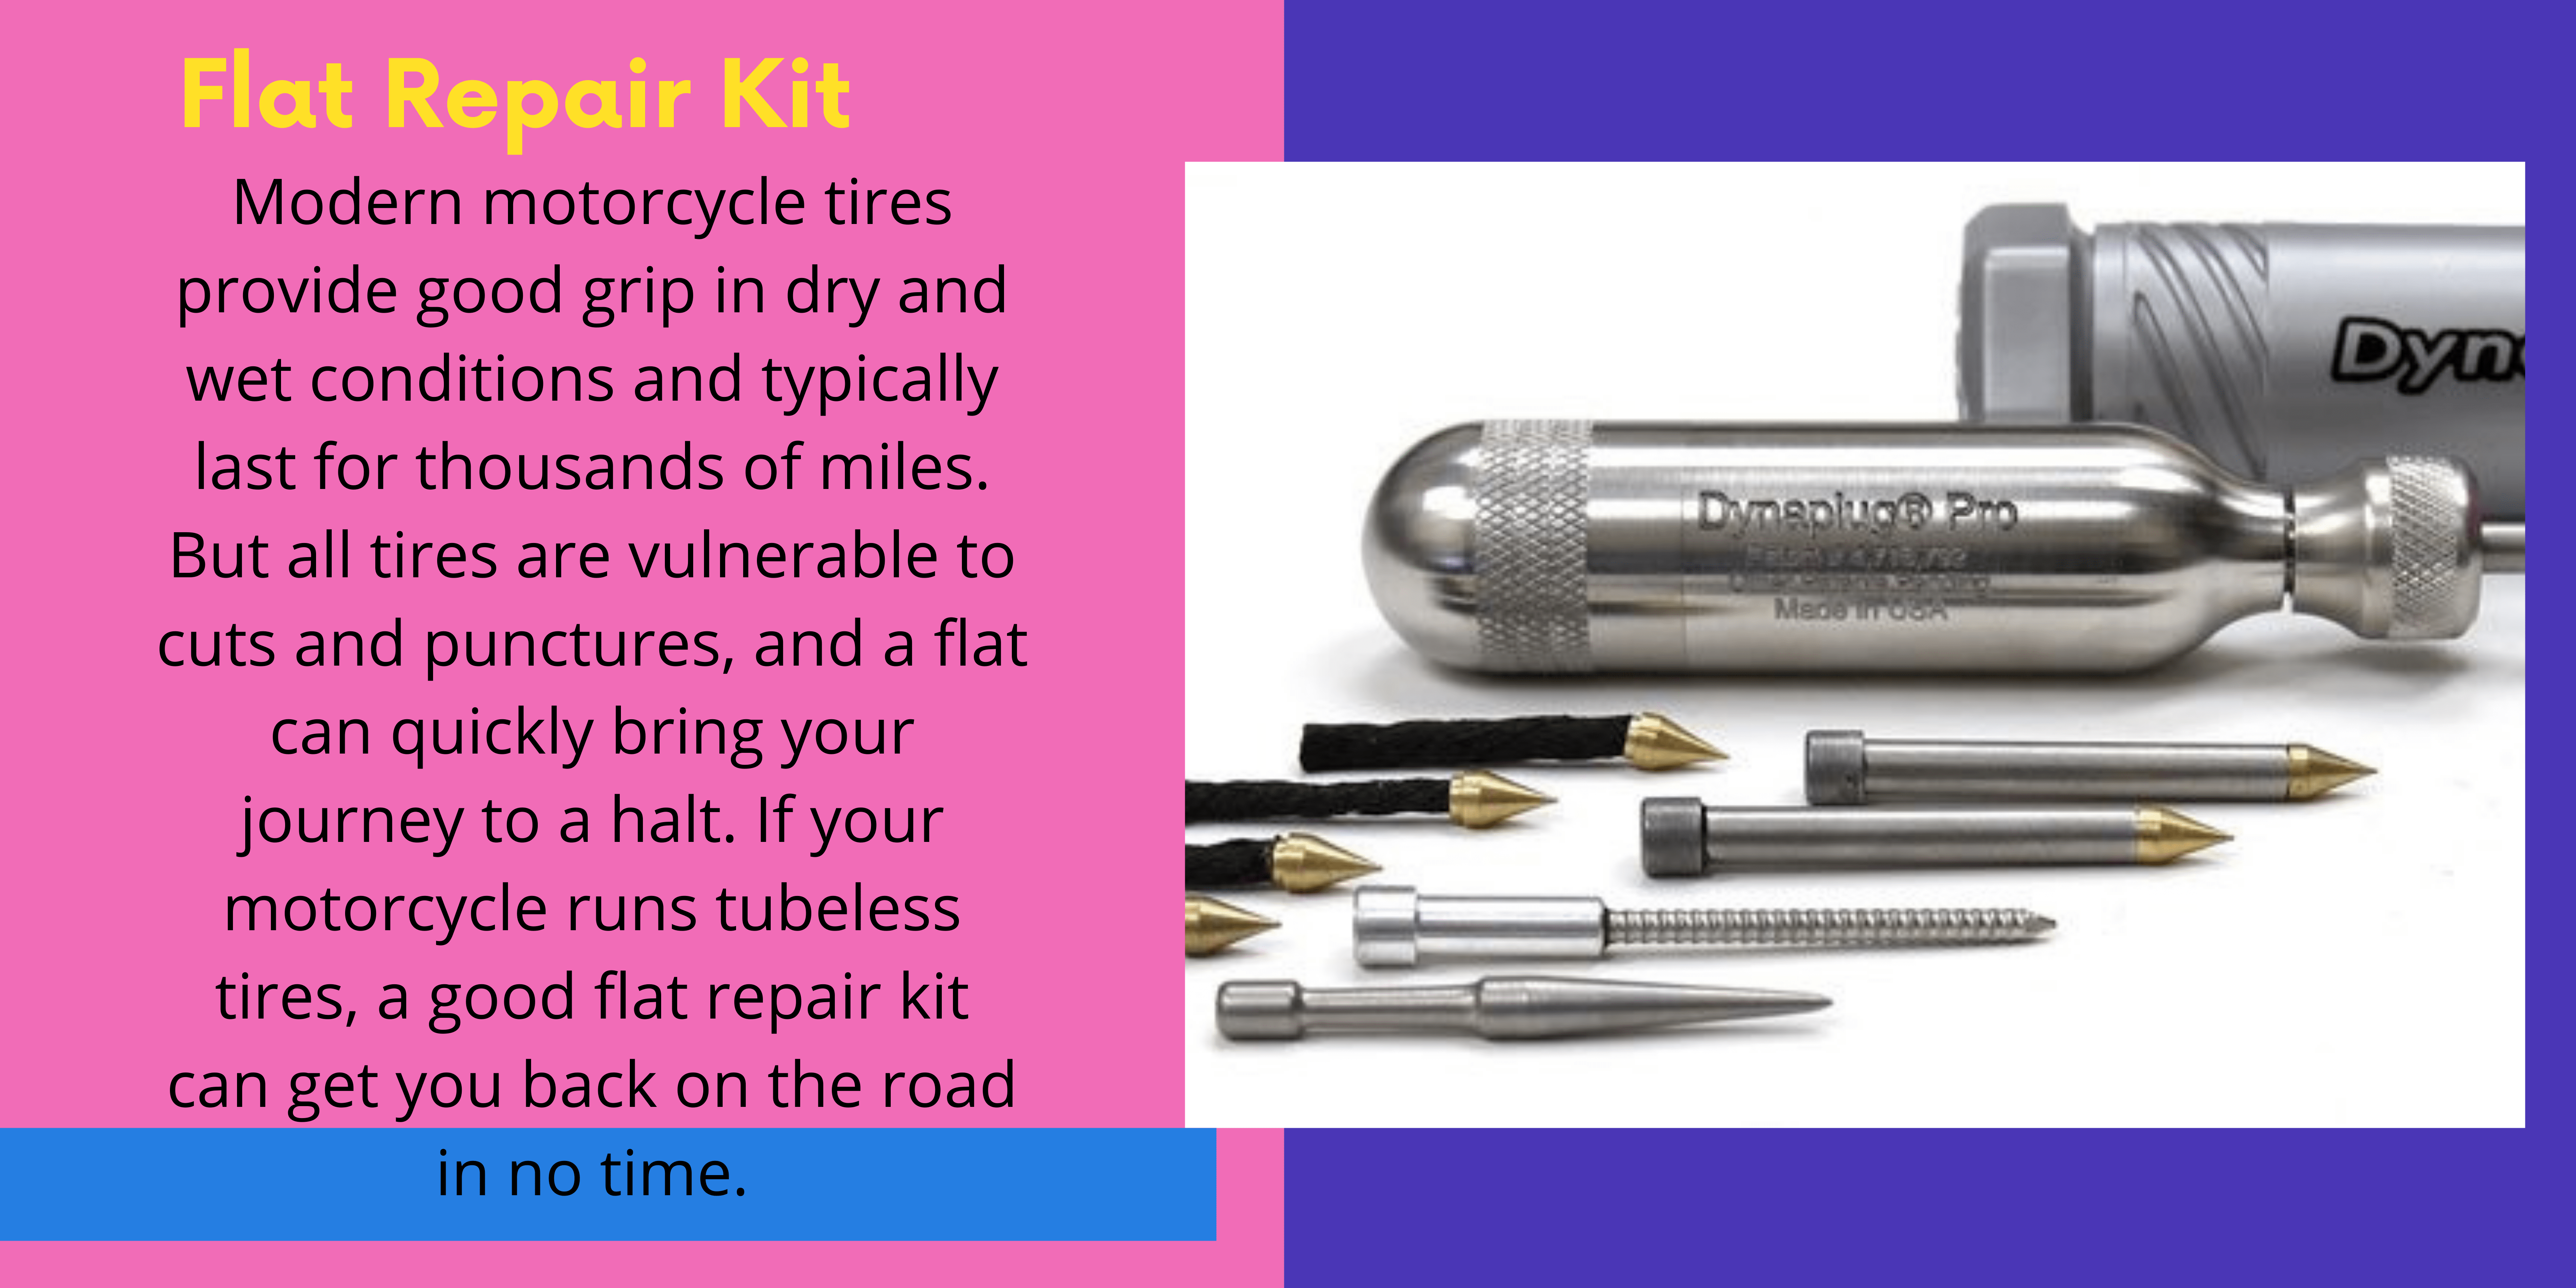 Flat Repair Kit
Modern motorcycle tires
provide good grip in dry and
wet conditions and typically
last for thousands of miles.
But all tires are vulnerable to
cuts and punctures, and a flat
can quickly bring your
journey to a halt. If your
motorcycle runs tubeless
tires, a good flat repair kit
can get you back on the road
in no time.
Dyn
Dynaplug® Pro
Made in USA